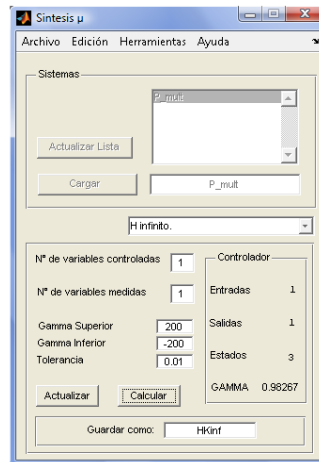 Sintesis µ
Archivo Edición Herramientas Ayuda
Sistemas
P_mult
Actualizar Lista
Cargar
P_mult
H infinito.
Nº de variables controladas 1
Nº de variables medidas 1
Gamma Superior 200
Gamma Inferior -200
Tolerancia 0.01
Actualizar
Calcular
Controlador
Entradas 1
Salidas 1
Estados 3
GAMMA 0.98267
Guardar como: HKinf